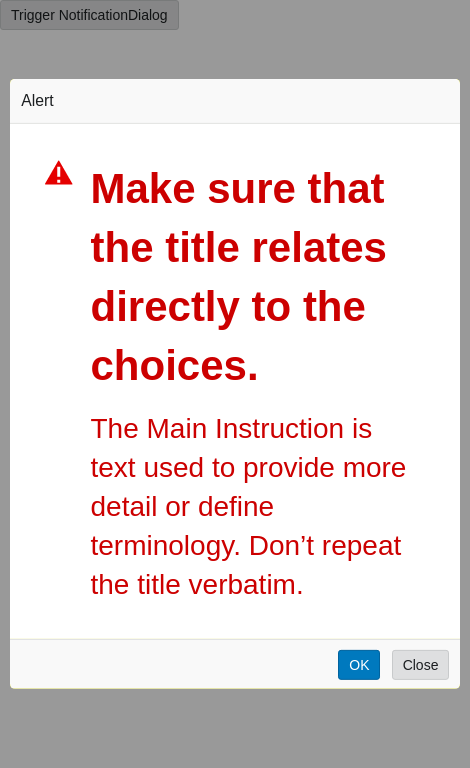 Trigger NotificationDialog
Alert
Make sure that
the title relates
directly to the
choices.
The Main Instruction is
text used to provide more
detail or define
terminology. Don’t repeat
the title verbatim.
OK Close